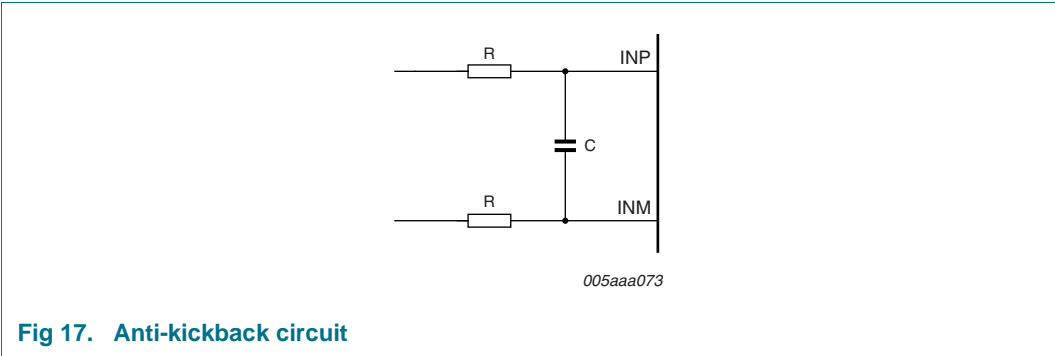 R
INP
C
R
INM
005aaa073
Fig 17. Anti-kickback circuit